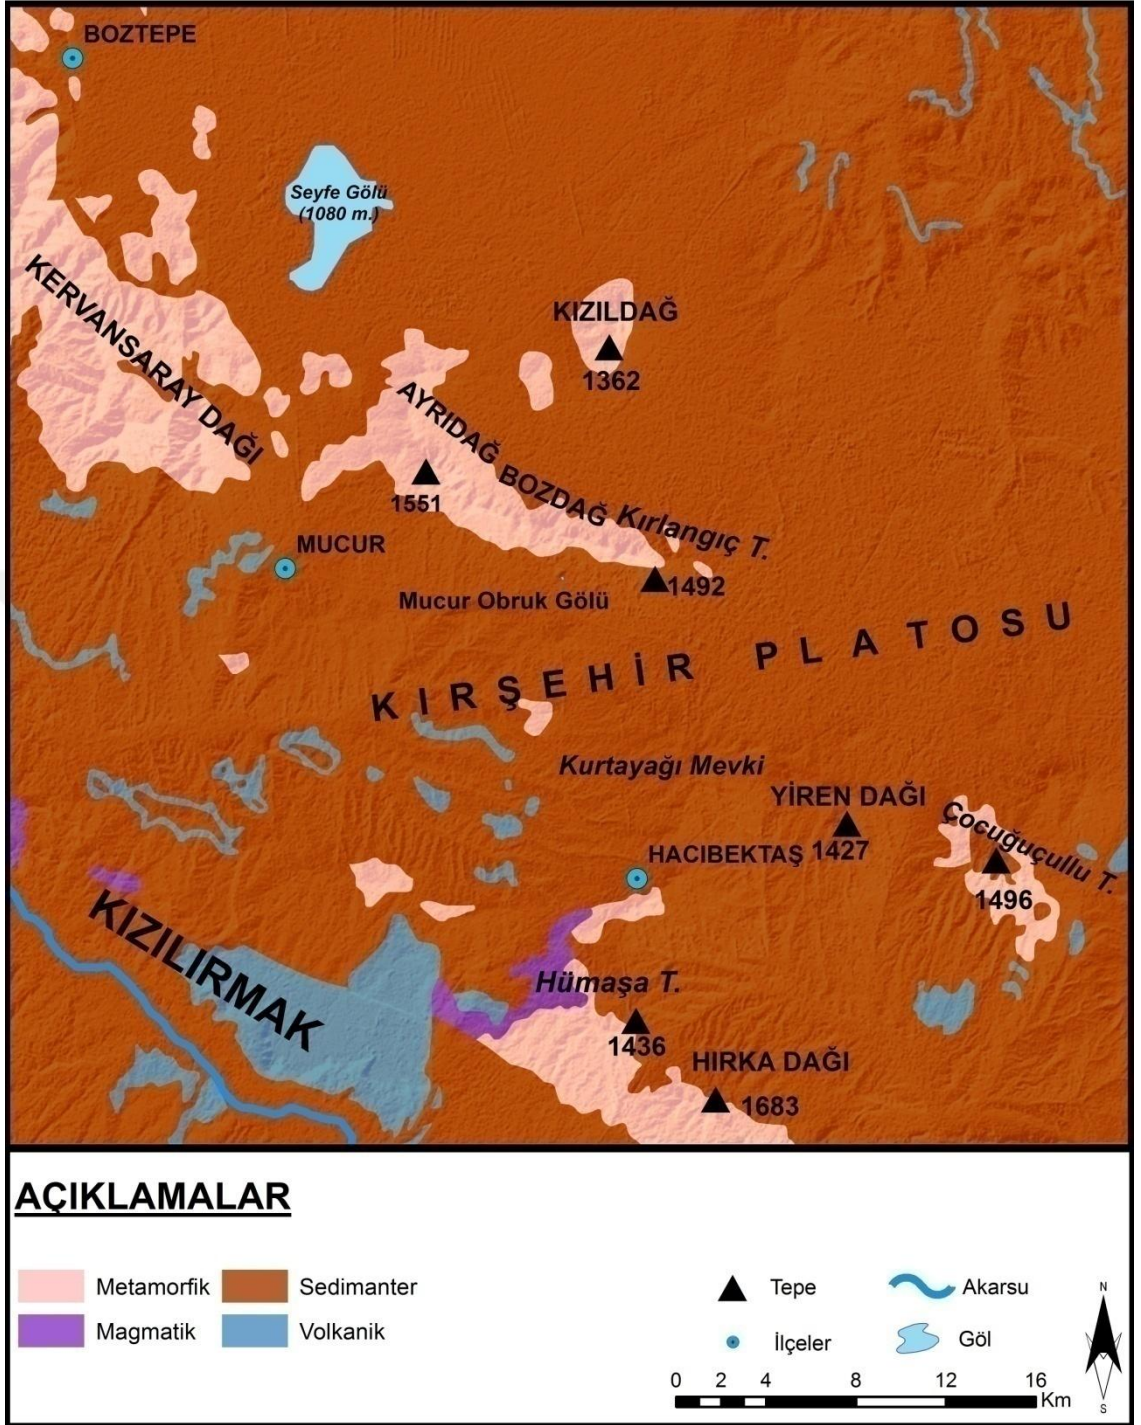 BOZTEPE
Seyfe Gölü
(1080 m.)
KERVANSARAY DAĞI
KIZILDAĞ
1362
AYRIDAĞ
BOZDAĞ
Kırlangıç T.
1551
MUCUR
1492
Mucur Obruk Gölü
KIRŞEHİR PLATOSU
Kurtayağı Mevki
YİREN DAĞI
1427
Çocuğuçullu T.
1496
HACIBEKTAŞ
KIZILIRMAK
Hümaşa T.
1436
HIRKA DAĞI
1683
AÇIKLAMALAR
Metamorfik
Sedimanter
Magmatik
Volkanik
Tepe
Akarsu
İlçeler
Göl
N
S
0 2 4 8 12 16
Km